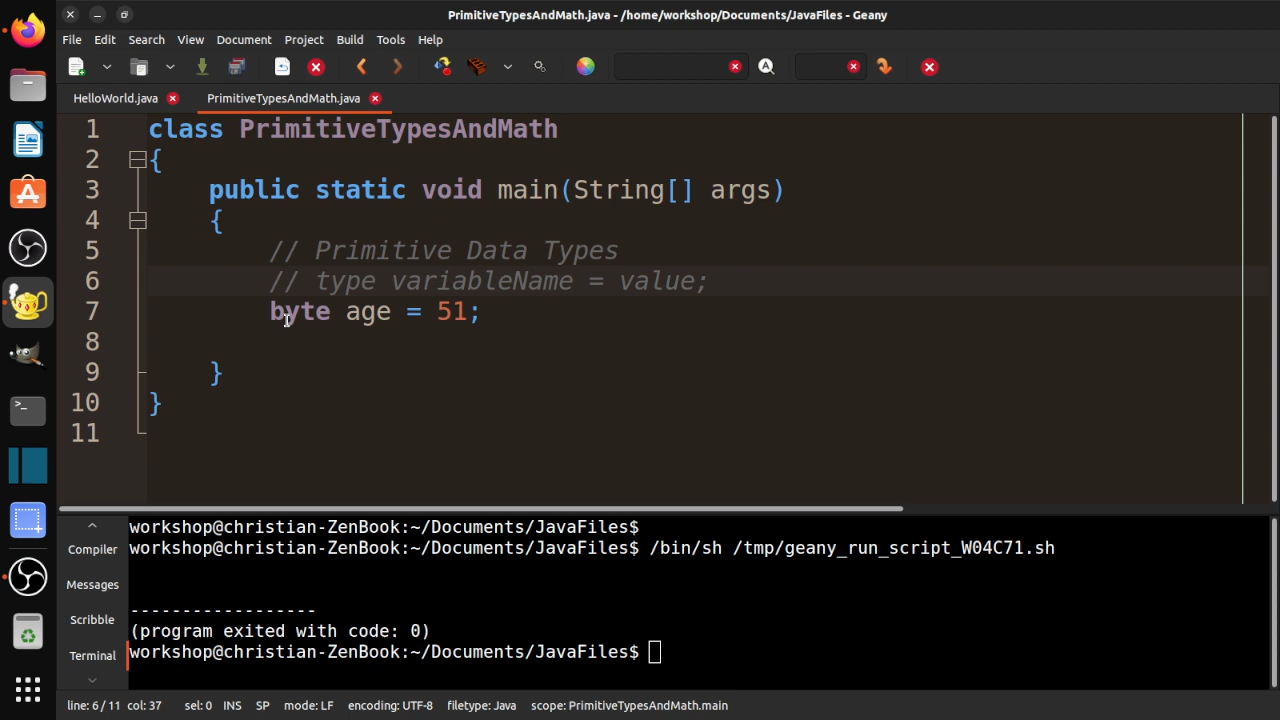 PrimitiveTypesAndMath.java - /home/workshop/Documents/JavaFiles - Geany
File Edit Search View Document Project Build Tools Help
HelloWorld.java PrimitiveTypesAndMath.java
1 class PrimitiveTypesAndMath
2 {
3 public static void main(String[] args)
4 {
5 // Primitive Data Types
6 // type variableName = value;
7 byte age = 51;
8
9 }
10 }
11
Compiler
Messages
Scribble
Terminal
workshop@christian-ZenBook:~/Documents/JavaFiles$
workshop@christian-ZenBook:~/Documents/JavaFiles$ /bin/sh /tmp/geany_run_script_W04C71.sh
------------------
(program exited with code: 0)
workshop@christian-ZenBook:~/Documents/JavaFiles$
line: 6 / 11 col: 37 sel: 0 INS SP mode: LF encoding: UTF-8 filetype: Java scope: PrimitiveTypesAndMath.main